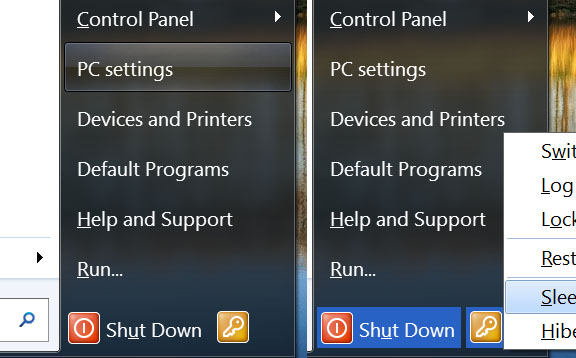 Control Panel
PC settings
Devices and Printers
Default Programs
Help and Support
Run...
Shut Down
Control Panel
PC settings
Devices and Printers
Default Programs
Help and Support
Run...
Shut Down
Swit
Log
Lock
Rest
Slee
Hibe